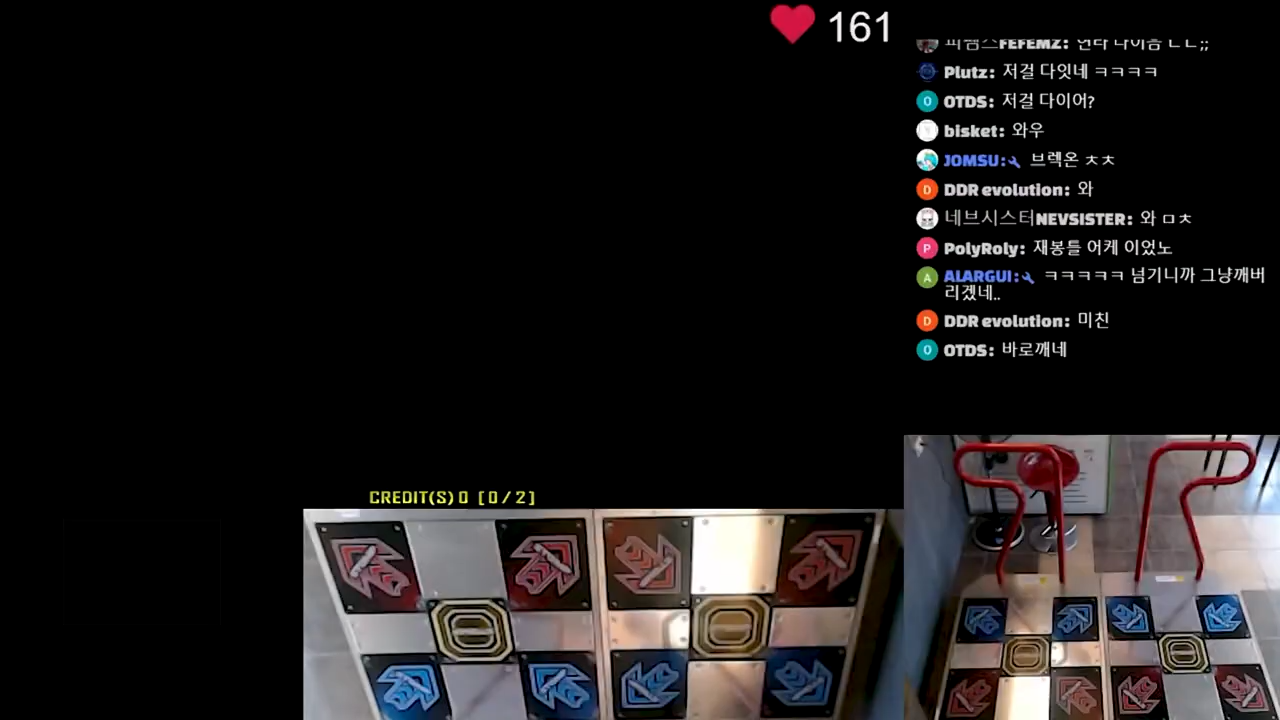 161
FEFEMZ:
Plutz: 저걸 다잇네 ㅋㅋㅋㅋ
OTDS: 저걸 다이어?
bisket: 와우
JOMSU: 브렉온 ㅊㅊ
DDR evolution: 와
네브시스터NEVSISTER: 와 ㅁㅊ
PolyRoly: 재봉틀 어케 이었노
ALARGUI: ㅋㅋㅋㅋㅋ 넘기니까 그냥깨버
리겠네..
DDR evolution: 미친
OTDS: 바로깨네
CREDIT(S) 0 [0/2]